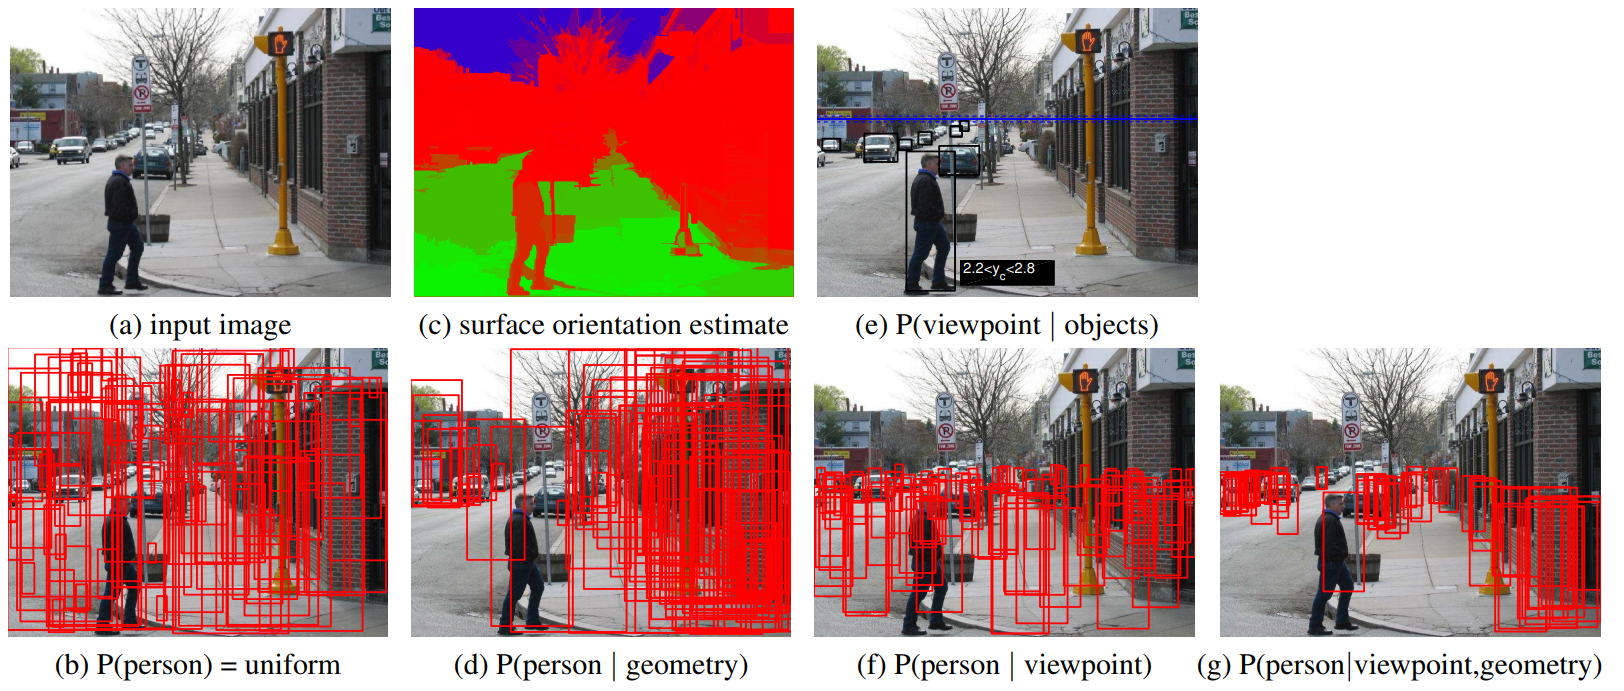 (a) input image
(c) surface orientation estimate
2.2<y_c<2.8
(e) P(viewpoint | objects)
(b) P(person) = uniform
(d) P(person | geometry)
(f) P(person | viewpoint)
(g) P(person|viewpoint,geometry)